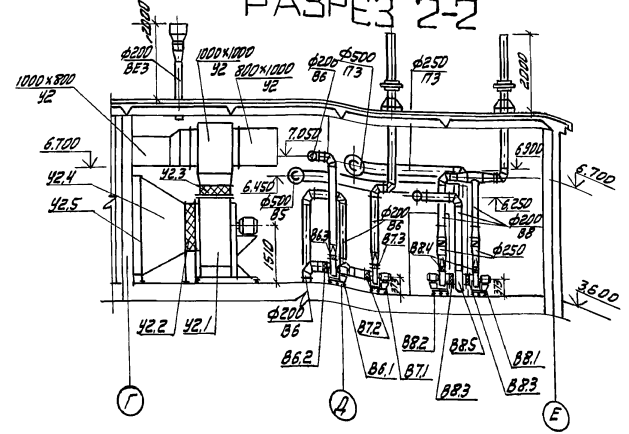 РАЗРЕЗ 2-2
2000
ф200
ВЕ3
1000×1000
У2
800×1000
У2
ф200
В6
ф500
П3
ф250
П3
2000
1000×800
У2
6.700
У2.4
У2.5
У2.3
7.050
6.450
ф500
В5
6.900
6.700
6.250
ф200
В8
ф200
В6
ф250
В6.3
В7.3
В8.4
1510
373
373
3.600
У2.2
У2.1
ф200
В6
В6.2
В7.2
В6.1
В7.1
В8.2
В8.3
В8.5
В8.3
В8.1
Г
Д
Е